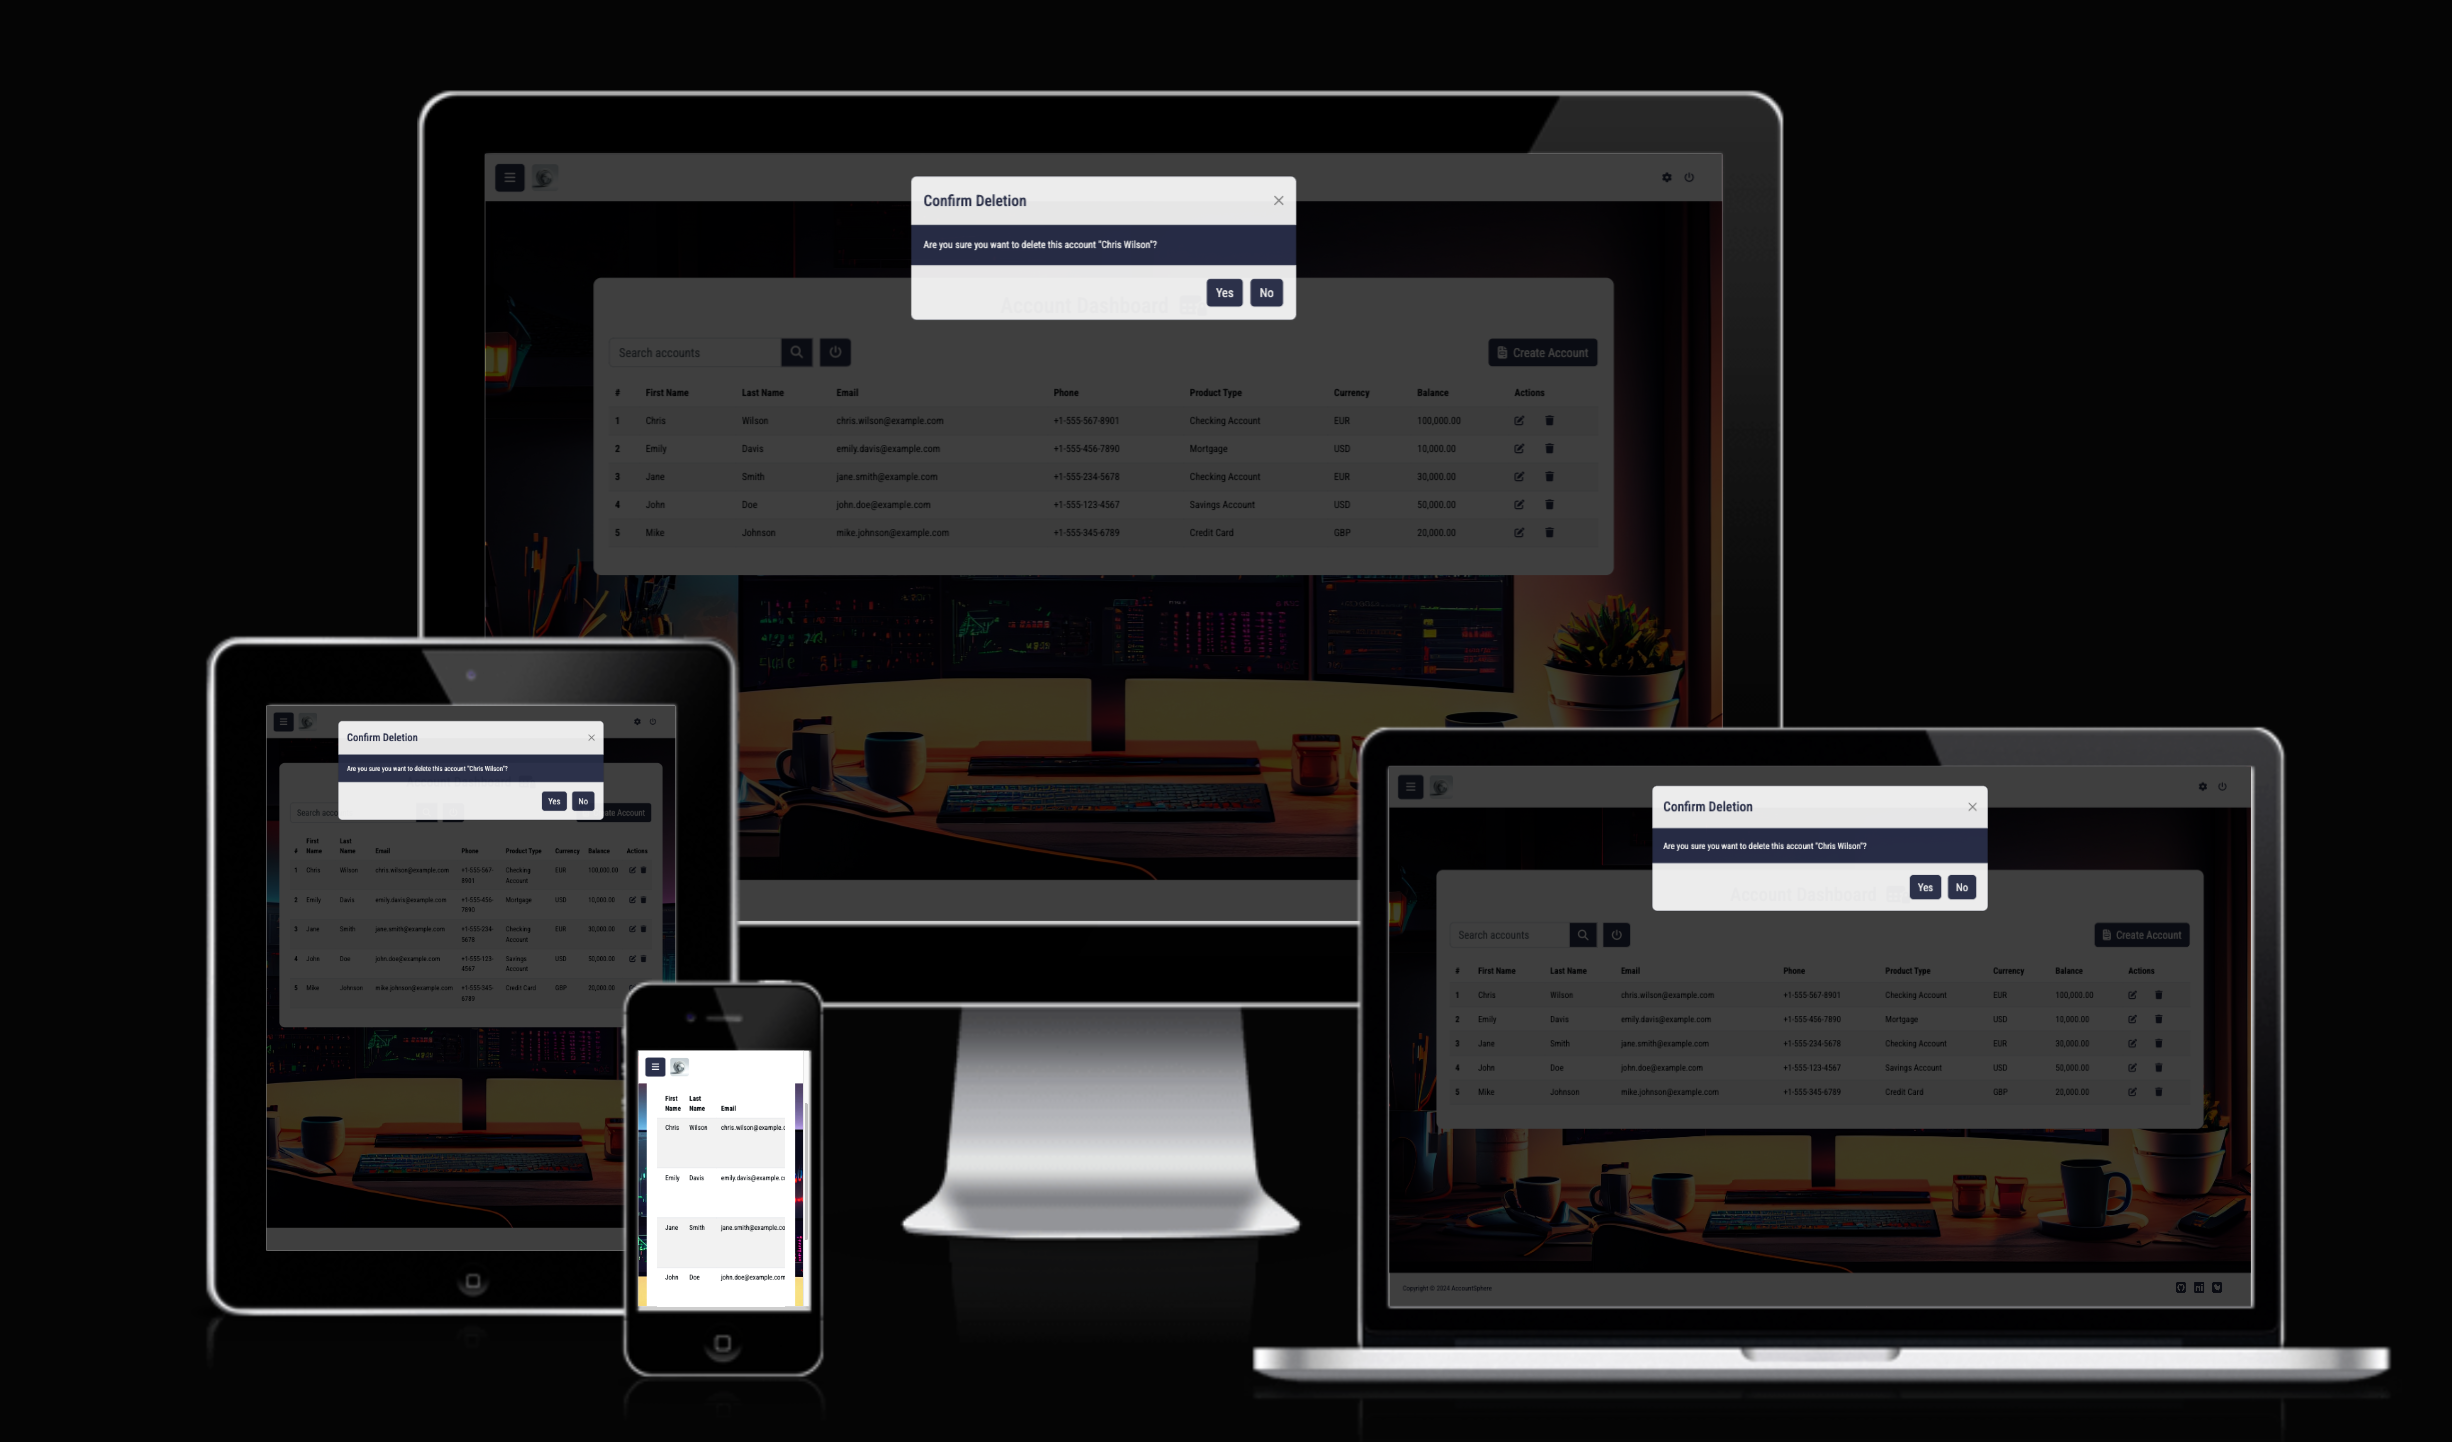 Confirm Deletion
Are you sure you want to delete this account "Chris Wilson"?
Yes No
Account Dashboard
Search accounts
Create Account
# First Name Last Name Email Phone Product Type Currency Balance Actions
1 Chris Wilson chris.wilson@example.com +1-555-567-8901 Checking Account EUR 100,000.00
2 Emily Davis emily.davis@example.com +1-555-456-7890 Mortgage USD 10,000.00
3 Jane Smith jane.smith@example.com +1-555-234-5678 Checking Account EUR 30,000.00
4 John Doe john.doe@example.com +1-555-123-4567 Savings Account USD 50,000.00
5 Mike Johnson mike.johnson@example.com +1-555-345-6789 Credit Card GBP 20,000.00
Confirm Deletion
Are you sure you want to delete this account "Chris Wilson"?
Yes No
Search acco
ate Account
First Last
# Name Name Email Phone Product Type Currency Balance Actions
1 Chris Wilson chris.wilson@example.com +1-555-567- Checking EUR 100,000.00
8901 Account
2 Emily Davis emily.davis@example.com +1-555-456- Mortgage USD 10,000.00
7890
3 Jane Smith jane.smith@example.com +1-555-234- Checking EUR 30,000.00
5678 Account
4 John Doe john.doe@example.com +1-555-123- Savings USD 50,000.00
4567 Account
5 Mike Johnson mike.johnson@example.com +1-555-345- Credit Card GBP 20,000.00
6789
First Last
Name Name Email
Chris Wilson chris.wilson@example.c
Emily Davis emily.davis@example.c
Jane Smith jane.smith@example.co
John Doe john.doe@example.com
Confirm Deletion
Are you sure you want to delete this account "Chris Wilson"?
Yes No
Account Dashboard
Search accounts
Create Account
# First Name Last Name Email Phone Product Type Currency Balance Actions
1 Chris Wilson chris.wilson@example.com +1-555-567-8901 Checking Account EUR 100,000.00
2 Emily Davis emily.davis@example.com +1-555-456-7890 Mortgage USD 10,000.00
3 Jane Smith jane.smith@example.com +1-555-234-5678 Checking Account EUR 30,000.00
4 John Doe john.doe@example.com +1-555-123-4567 Savings Account USD 50,000.00
5 Mike Johnson mike.johnson@example.com +1-555-345-6789 Credit Card GBP 20,000.00
Copyright © 2024 AccountSphere